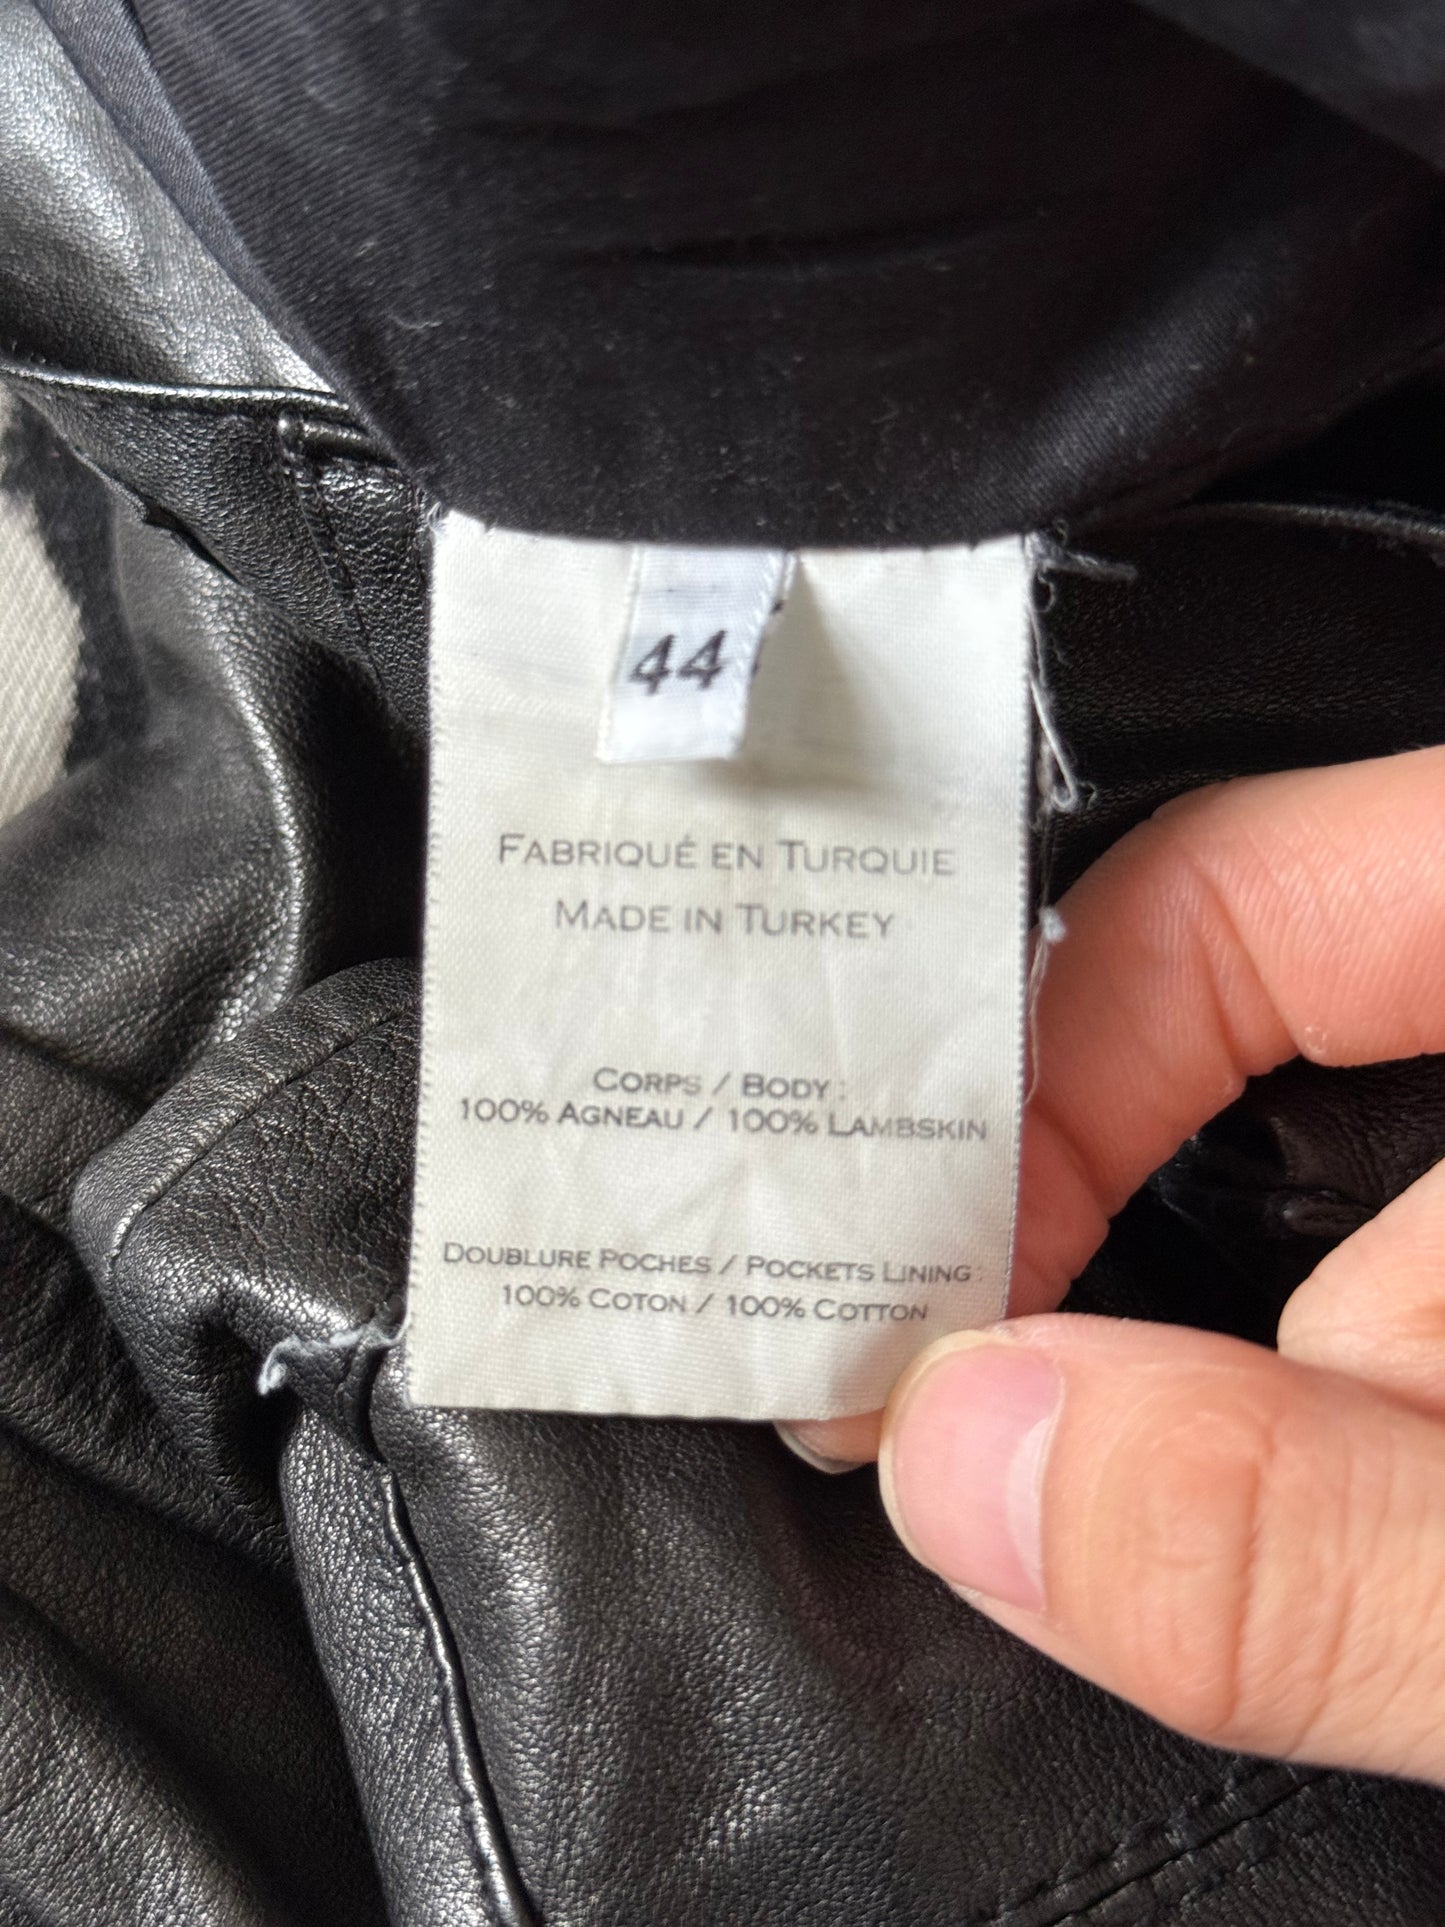 44
FABRIQUÉ EN TURQUIE
MADE IN TURKEY
CORPS / BODY :
100% AGNEAU / 100% LAMBSKIN
DOUBLURE POCHES / POCKETS LINING :
100% COTON / 100% COTTON